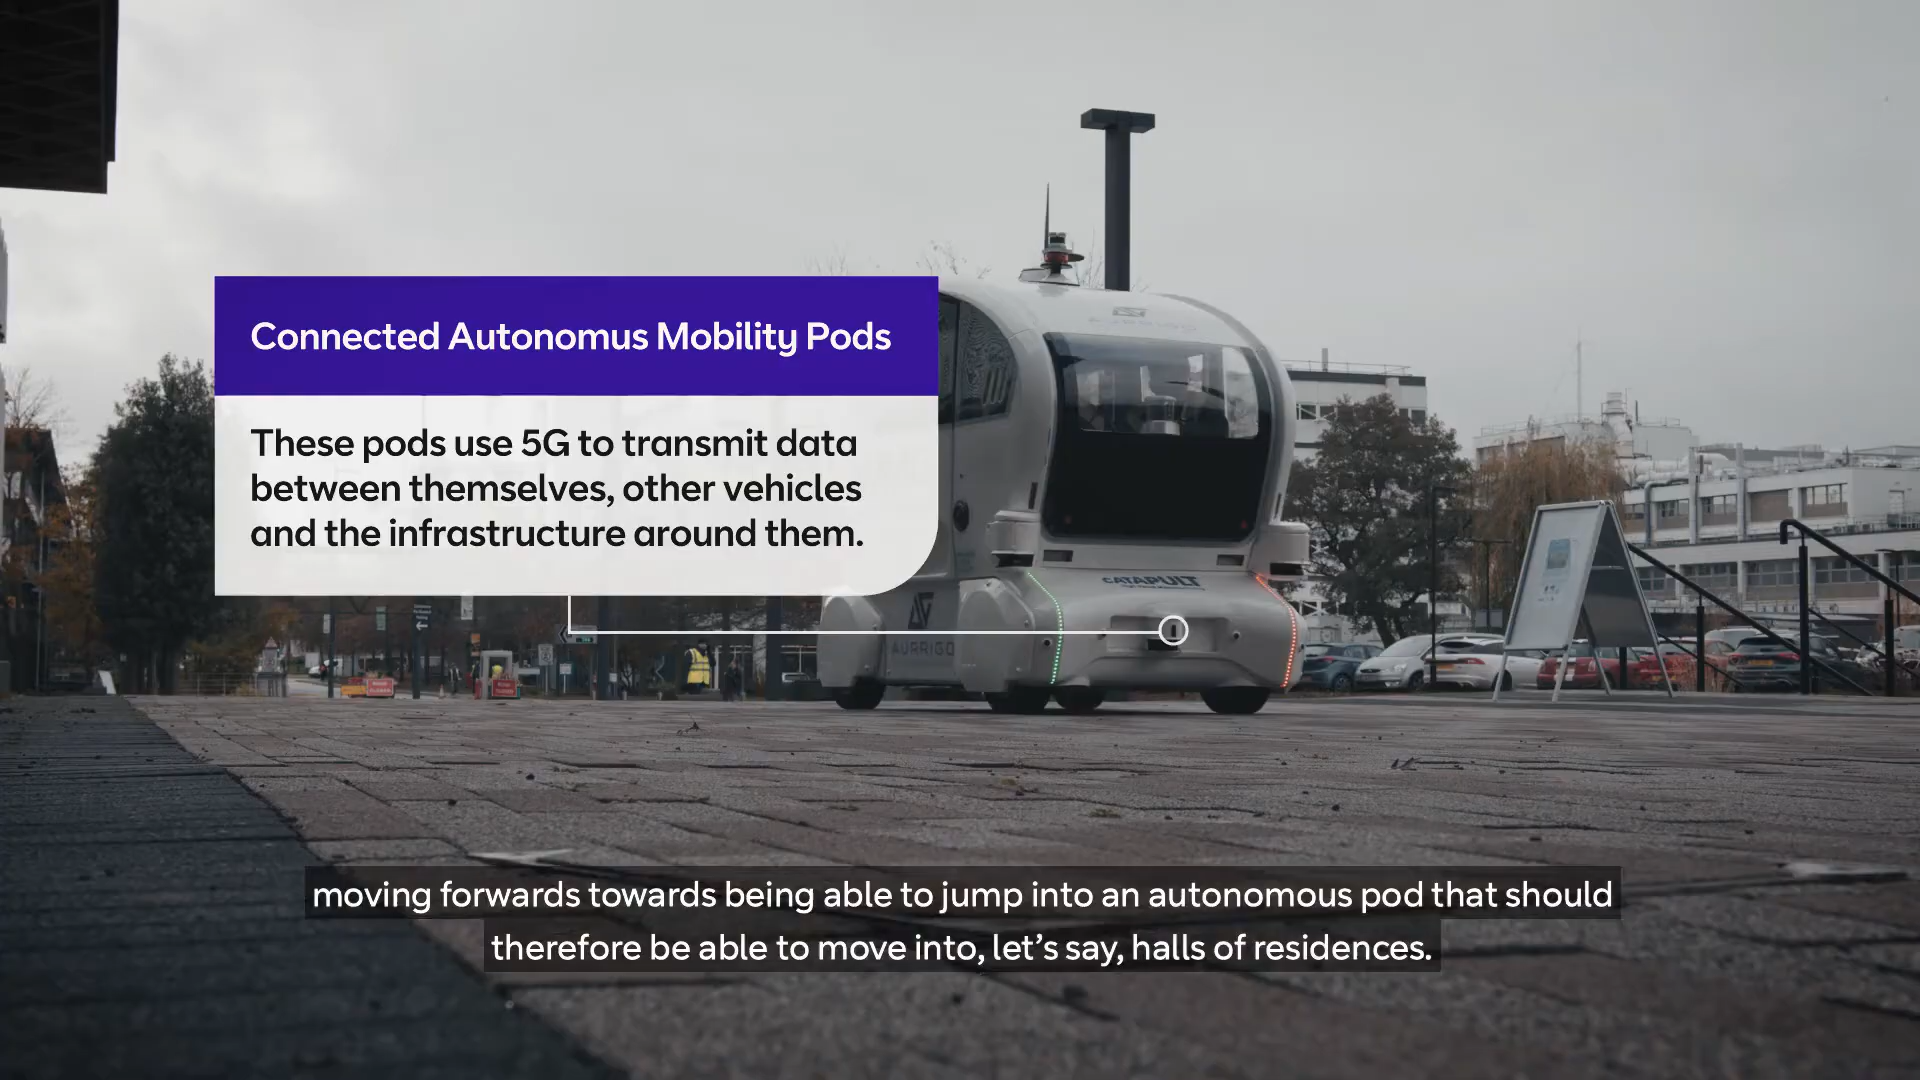 Connected Autonomus Mobility Pods
These pods use 5G to transmit data
between themselves, other vehicles
and the infrastructure around them.
CATAPULT
AURRIGO
moving forwards towards being able to jump into an autonomous pod that should
therefore be able to move into, let's say, halls of residences.